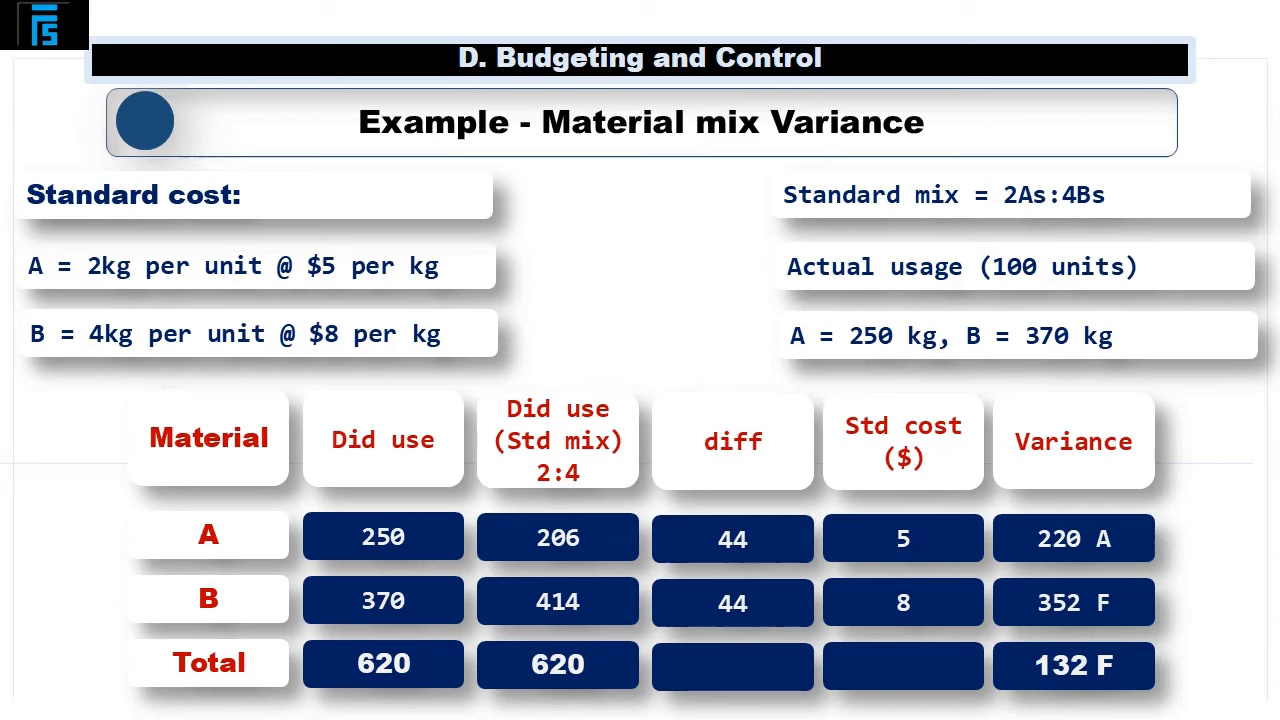 FTS
D. Budgeting and Control
Example - Material mix Variance
Standard cost:
A = 2kg per unit @ $5 per kg
B = 4kg per unit @ $8 per kg
Standard mix = 2As:4Bs
Actual usage (100 units)
A = 250 kg, B = 370 kg
Material Did use Did use (Std mix) 2:4 diff Std cost ($) Variance
A 250 206 44 5 220 A
B 370 414 44 8 352 F
Total 620 620 132 F